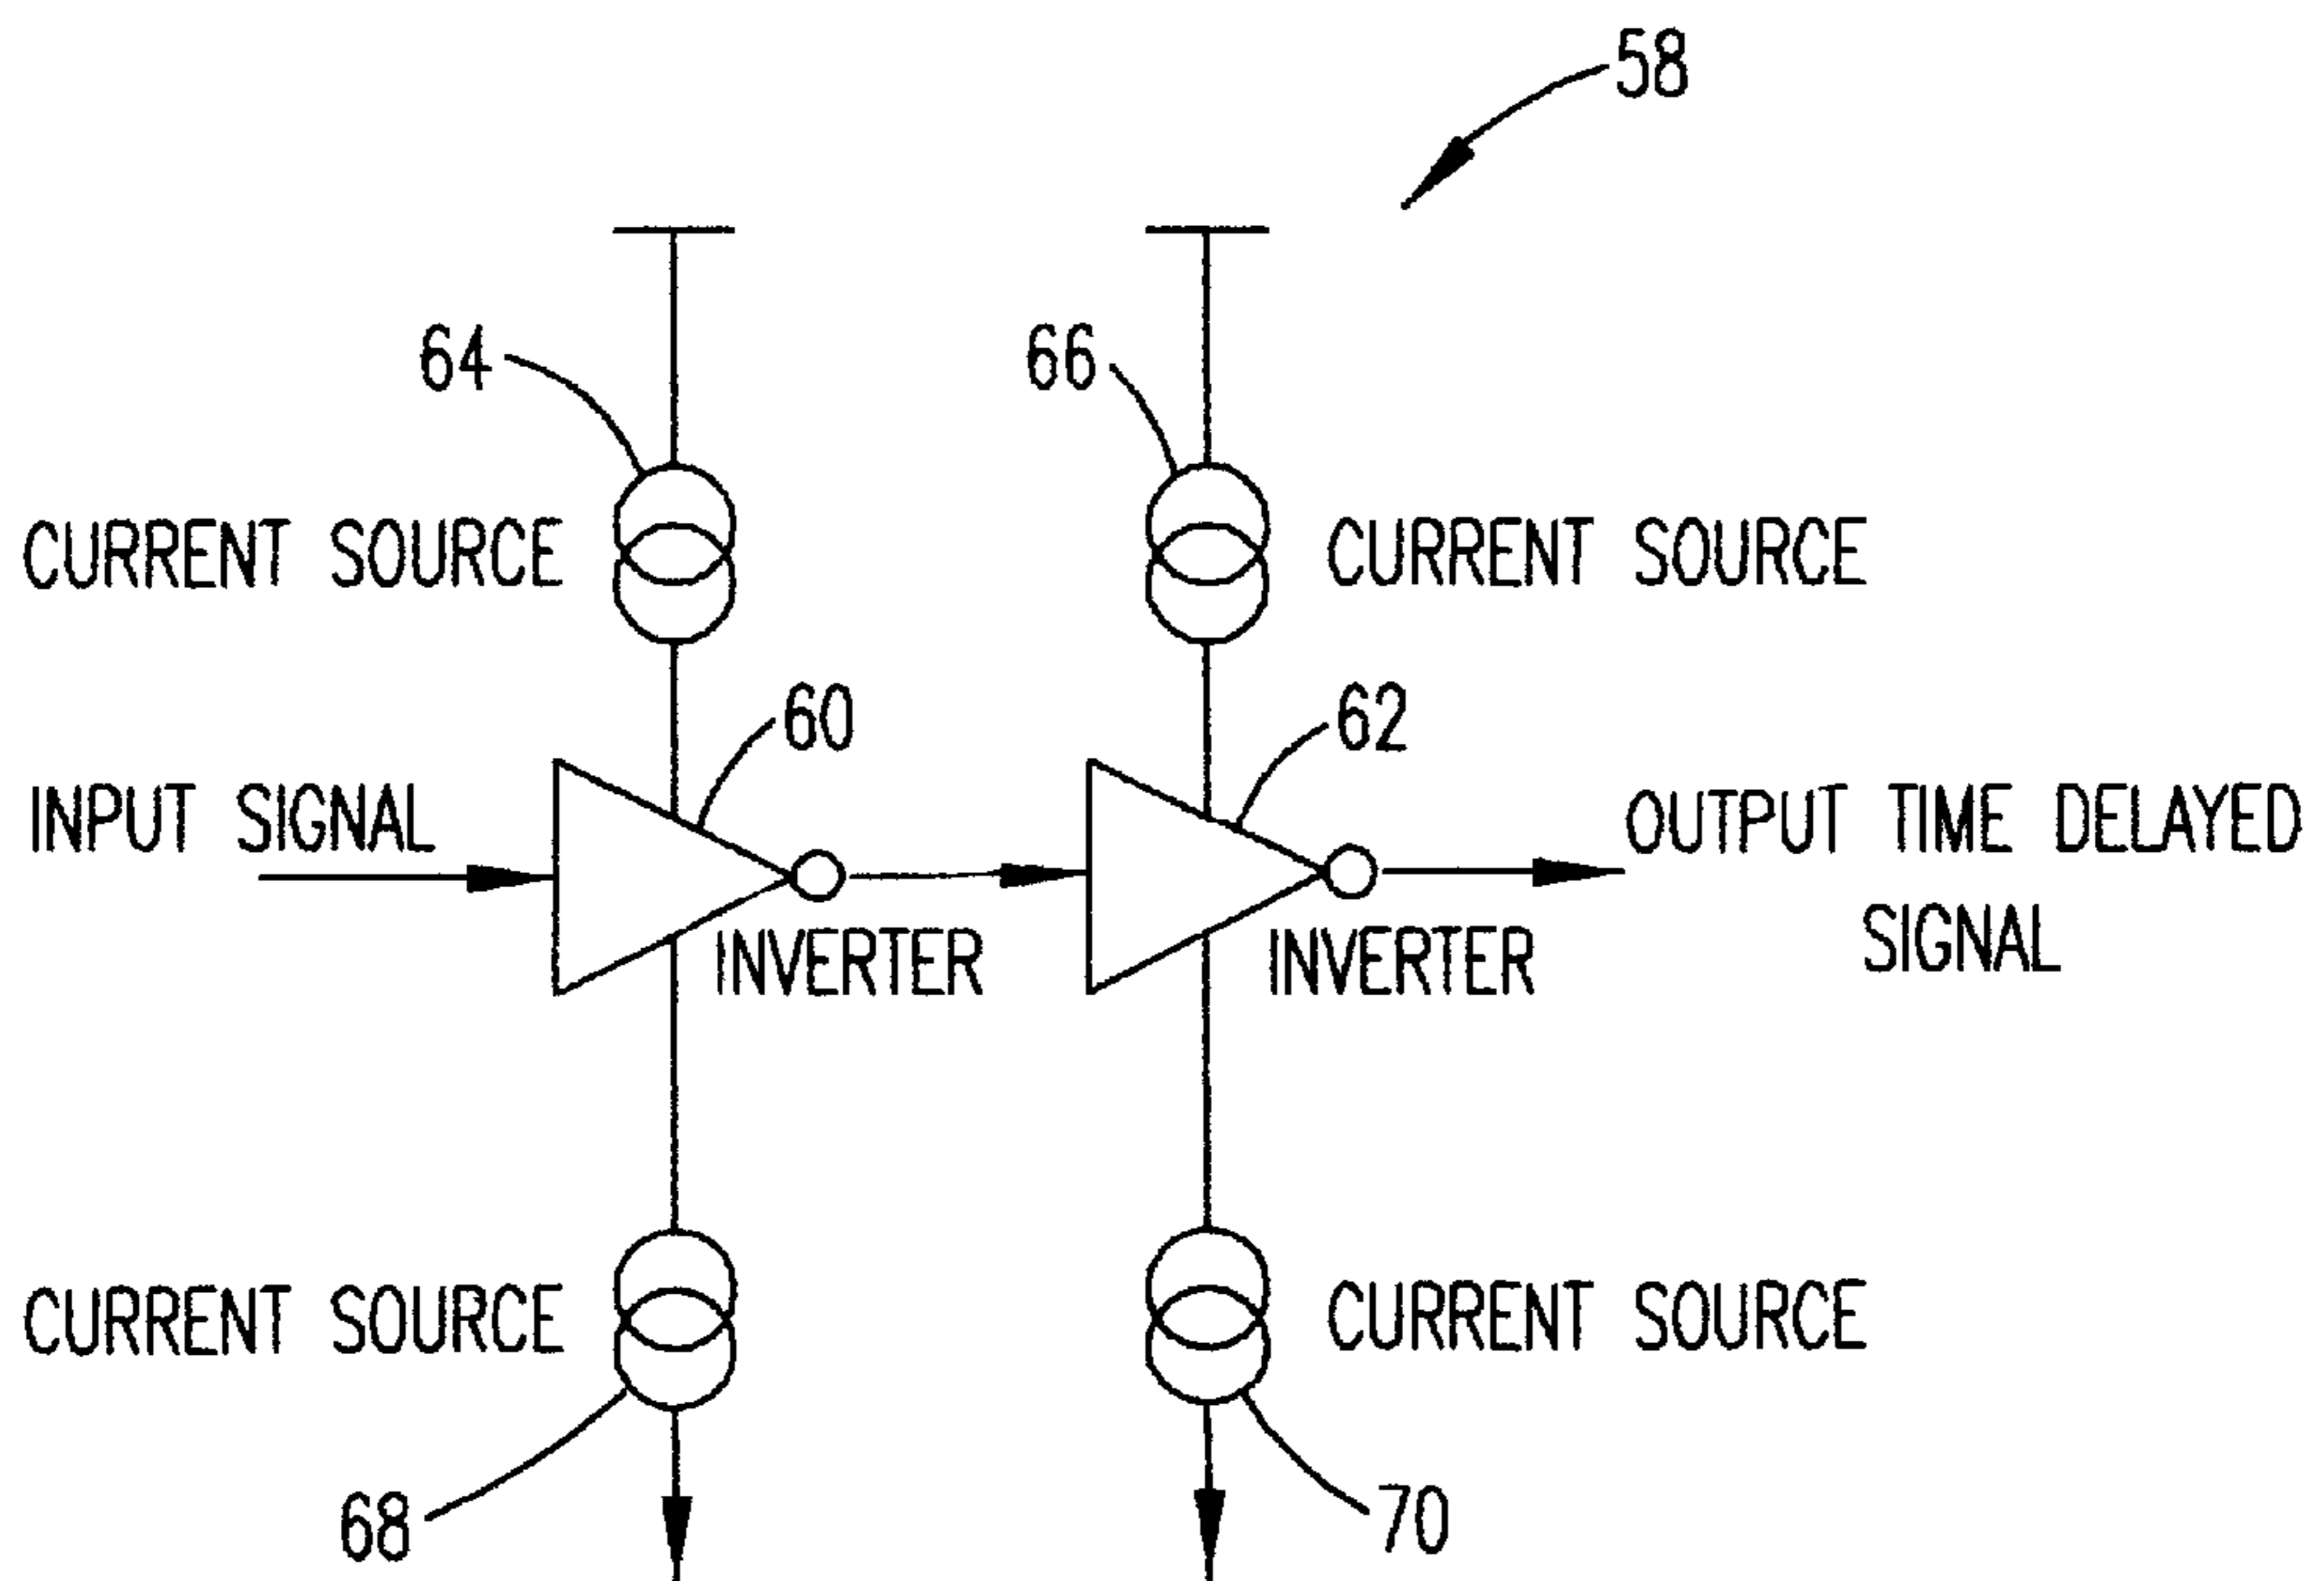 58
64
66
CURRENT SOURCE
CURRENT SOURCE
60
62
INPUT SIGNAL
OUTPUT TIME DELAYED
SIGNAL
INVERTER
INVERTER
CURRENT SOURCE
CURRENT SOURCE
68
70